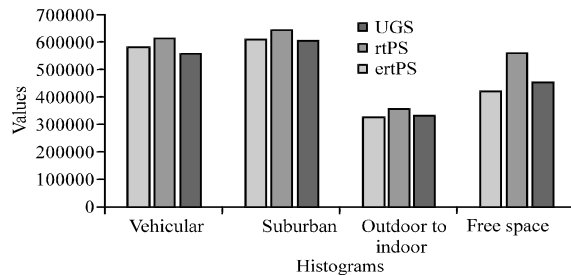 700000
600000
500000
400000
300000
200000
100000
0
Values
UGS
rtPS
ertPS
Vehicular
Suburban
Outdoor to
indoor
Free space
Histograms